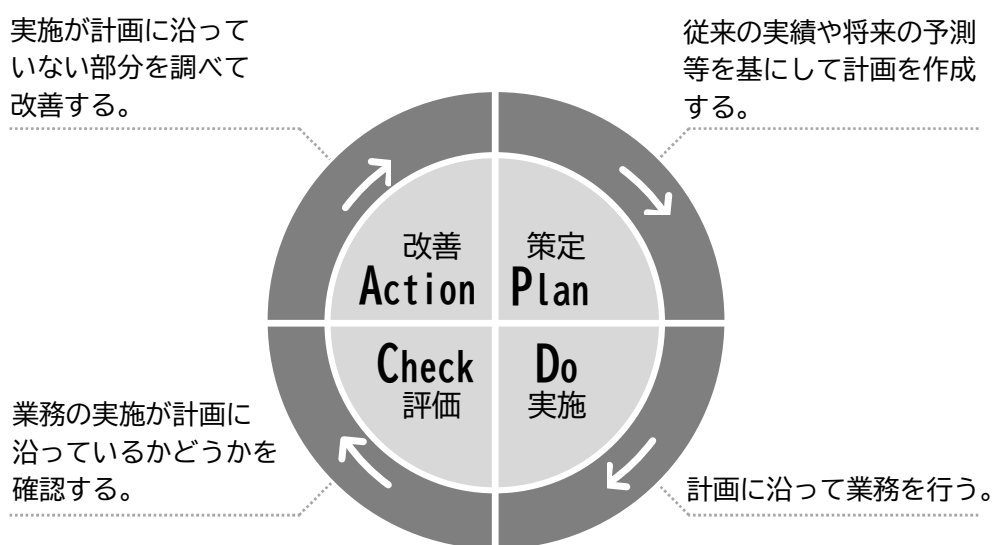 実施が計画に沿って
いない部分を調べて
改善する。
従来の実績や将来の予測
等を基にして計画を作成
する。
改善
Action
策定
Plan
Check
評価
Do
実施
業務の実施が計画に
沿っているかどうかを
確認する。
計画に沿って業務を行う。